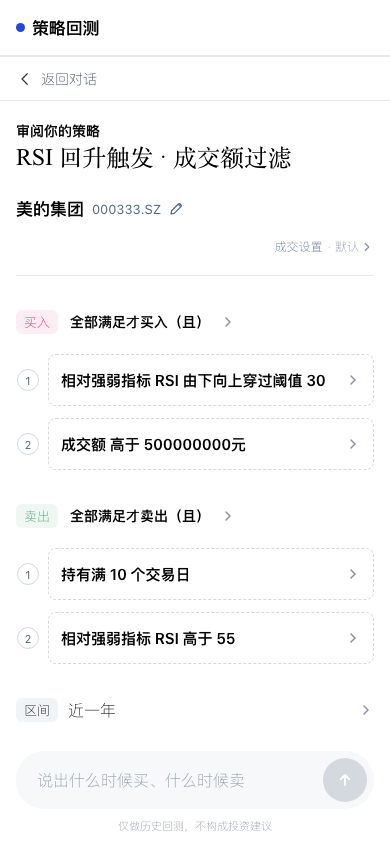 策略回测
返回对话
审阅你的策略
RSI 回升触发 · 成交额过滤
美的集团 000333.SZ
成交设置 · 默认
买入 全部满足才买入（且）
1 相对强弱指标 RSI 由下向上穿过阈值 30
2 成交额 高于 500000000元
卖出 全部满足才卖出（且）
1 持有满 10 个交易日
2 相对强弱指标 RSI 高于 55
区间 近一年
说出什么时候买、什么时候卖
仅做历史回测，不构成投资建议